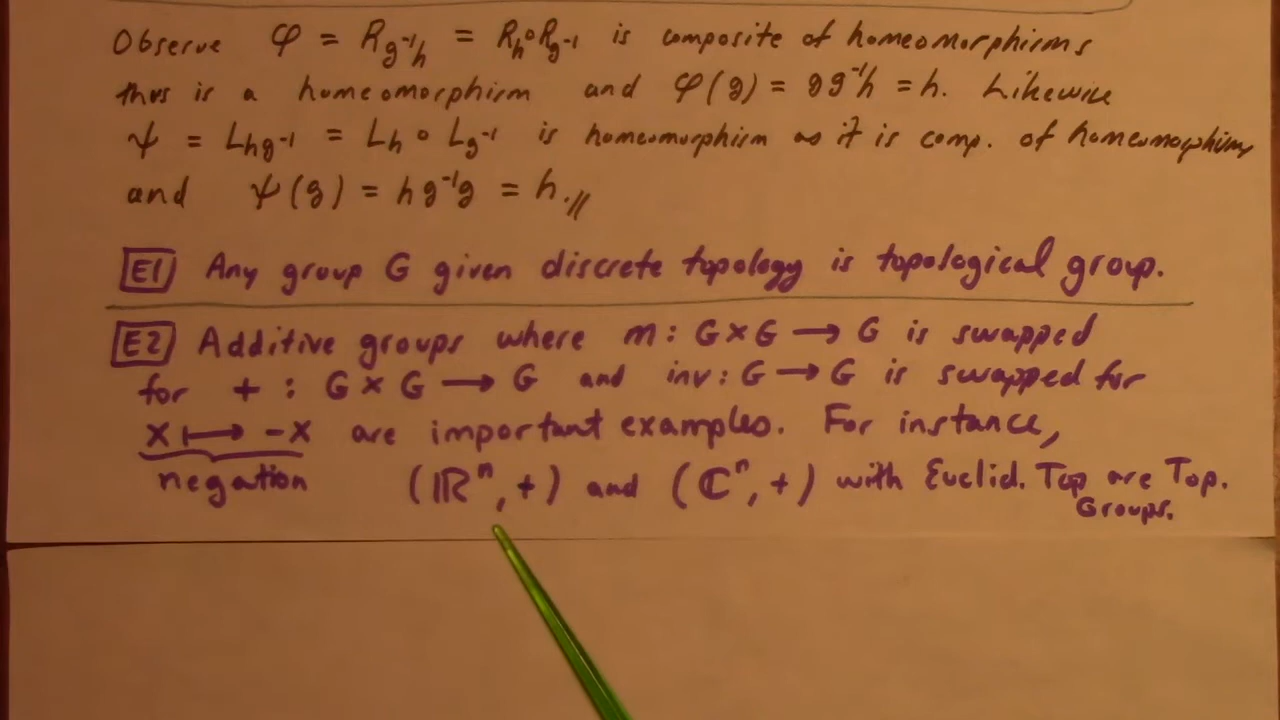 Observe φ = R_{g⁻¹h} = R_h∘R_{g⁻¹} is composite of homeomorphisms
thus is a homeomorphism and φ(g) = gg⁻¹h = h. Likewise
ψ = L_{hg⁻¹} = L_h ∘ L_{g⁻¹} is homeomorphism as it is comp. of homeomorphisms
and ψ(g) = hg⁻¹g = h.//
E1 Any group G given discrete topology is topological group.
E2 Additive groups where m: G×G → G is swapped
for + : G × G → G and inv: G → G is swapped for
x ↦ -x are important examples. For instance,
negation (ℝⁿ, +) and (ℂⁿ, +) with Euclid. Top are Top.
Groups.